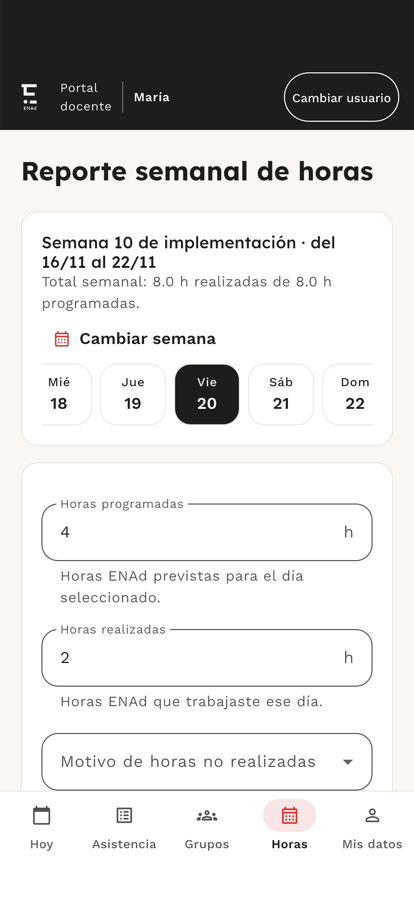 ENAd
Portal
docente
María
Cambiar usuario
Reporte semanal de horas
Semana 10 de implementación · del
16/11 al 22/11
Total semanal: 8.0 h realizadas de 8.0 h
programadas.
Cambiar semana
Mié
18
Jue
19
Vie
20
Sáb
21
Dom
22
Horas programadas
4 h
Horas ENAd previstas para el día
seleccionado.
Horas realizadas
2 h
Horas ENAd que trabajaste ese día.
Motivo de horas no realizadas
Hoy
Asistencia
Grupos
Horas
Mis datos